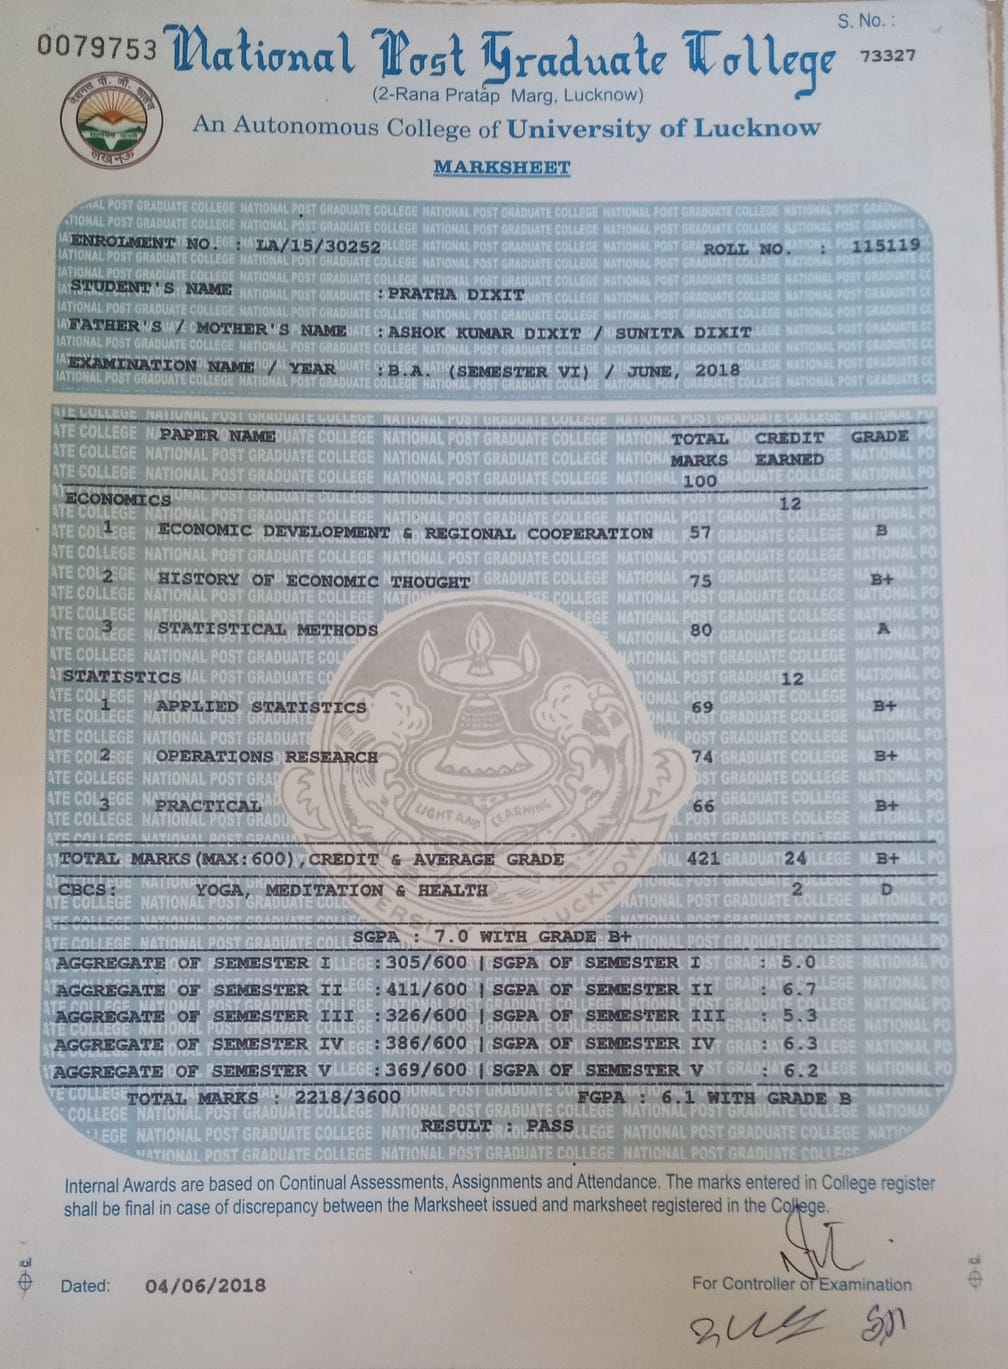 S. No. :
0079753 National Post Graduate College 73327
(2-Rana Pratap Marg, Lucknow)
An Autonomous College of University of Lucknow
MARKSHEET
नेशनल पी. जी. कालेज
लखनऊ
ENROLMENT NO. : LA/15/30252 ROLL NO. : 115119
STUDENT'S NAME : PRATHA DIXIT
FATHER'S / MOTHER'S NAME : ASHOK KUMAR DIXIT / SUNITA DIXIT
EXAMINATION NAME / YEAR : B.A. (SEMESTER VI) / JUNE, 2018
PAPER NAME TOTAL CREDIT GRADE
MARKS EARNED
100
ECONOMICS 12
1 ECONOMIC DEVELOPMENT & REGIONAL COOPERATION 57 B
2 HISTORY OF ECONOMIC THOUGHT 75 B+
3 STATISTICAL METHODS 80 A
STATISTICS 12
1 APPLIED STATISTICS 69 B+
2 OPERATIONS RESEARCH 74 B+
3 PRACTICAL 66 B+
LIGHT AND LEARNING
TOTAL MARKS (MAX:600), CREDIT & AVERAGE GRADE 421 24 B+
CBCS: YOGA, MEDITATION & HEALTH 2 D
SGPA : 7.0 WITH GRADE B+
AGGREGATE OF SEMESTER I : 305/600 | SGPA OF SEMESTER I : 5.0
AGGREGATE OF SEMESTER II : 411/600 | SGPA OF SEMESTER II : 6.7
AGGREGATE OF SEMESTER III : 326/600 | SGPA OF SEMESTER III : 5.3
AGGREGATE OF SEMESTER IV : 386/600 | SGPA OF SEMESTER IV : 6.3
AGGREGATE OF SEMESTER V : 369/600 | SGPA OF SEMESTER V : 6.2
TOTAL MARKS : 2218/3600 FGPA : 6.1 WITH GRADE B
RESULT : PASS
Internal Awards are based on Continual Assessments, Assignments and Attendance. The marks entered in College register
shall be final in case of discrepancy between the Marksheet issued and marksheet registered in the College.
Dated: 04/06/2018 For Controller of Examination